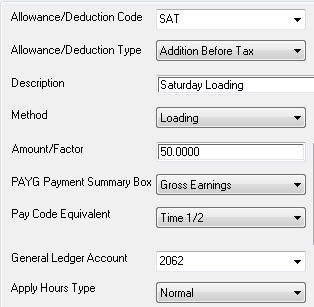 Allowance/Deduction Code SAT
Allowance/Deduction Type Addition Before Tax
Description Saturday Loading
Method Loading
Amount/Factor 50.0000
PAYG Payment Summary Box Gross Earnings
Pay Code Equivalent Time 1/2
General Ledger Account 2062
Apply Hours Type Normal